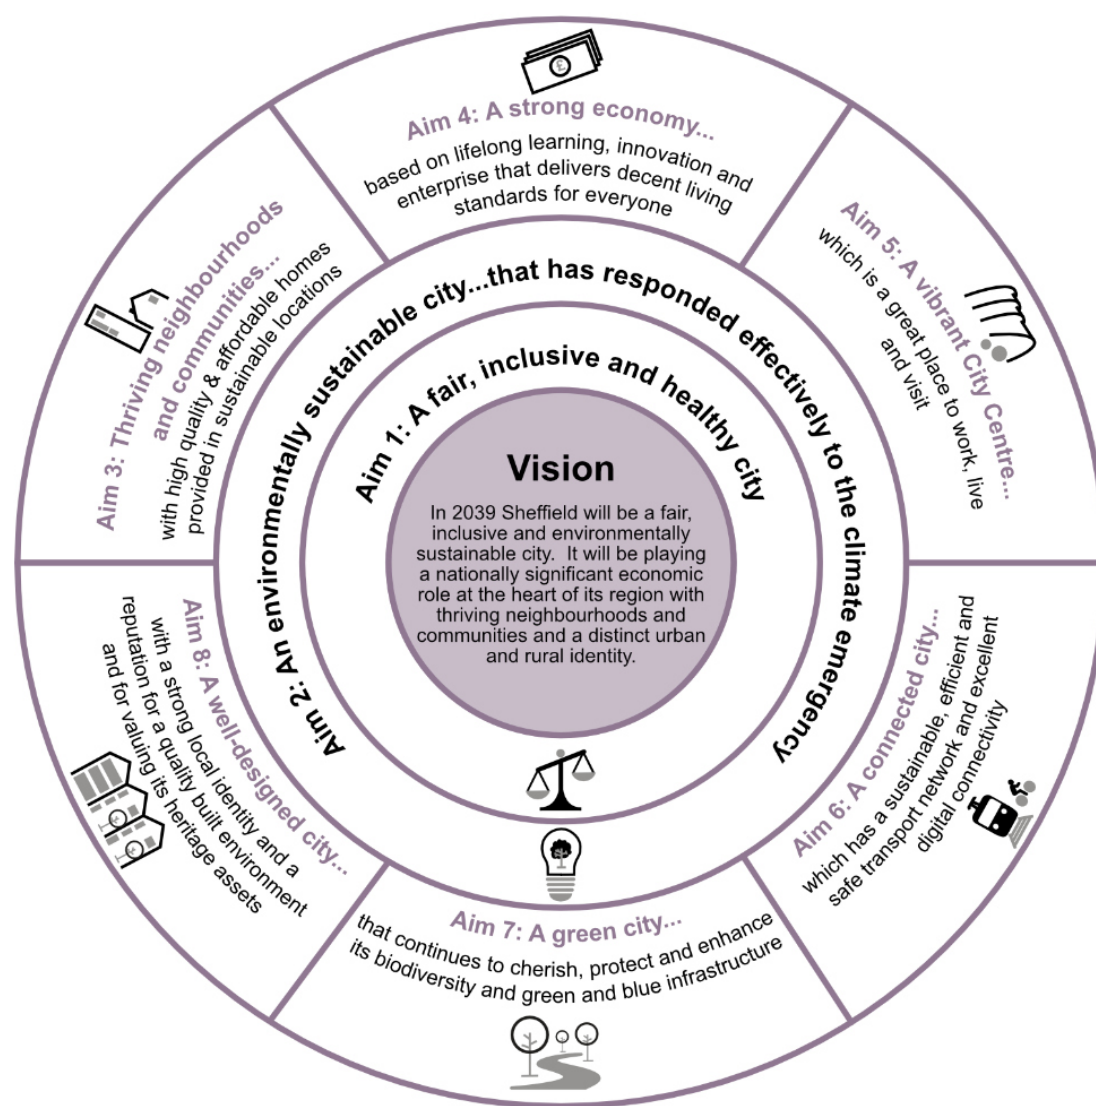 Vision
In 2039 Sheffield will be a fair,
inclusive and environmentally
sustainable city. It will be playing
a nationally significant economic
role at the heart of its region with
thriving neighbourhoods and
communities and a distinct urban
and rural identity.
Aim 1: A fair, inclusive and healthy city
Aim 2: An environmentally sustainable city...that has responded effectively to the climate emergency
Aim 3: Thriving neighbourhoods
and communities...
with high quality & affordable homes
provided in sustainable locations
£
Aim 4: A strong economy...
based on lifelong learning, innovation and
enterprise that delivers decent living
standards for everyone
Aim 5: A vibrant City Centre...
which is a great place to work, live
and visit
Aim 6: A connected city...
which has a sustainable, efficient and
safe transport network and excellent
digital connectivity
Aim 7: A green city...
that continues to cherish, protect and enhance
its biodiversity and green and blue infrastructure
Aim 8: A well-designed city...
with a strong local identity and a
reputation for a quality built environment
and for valuing its heritage assets